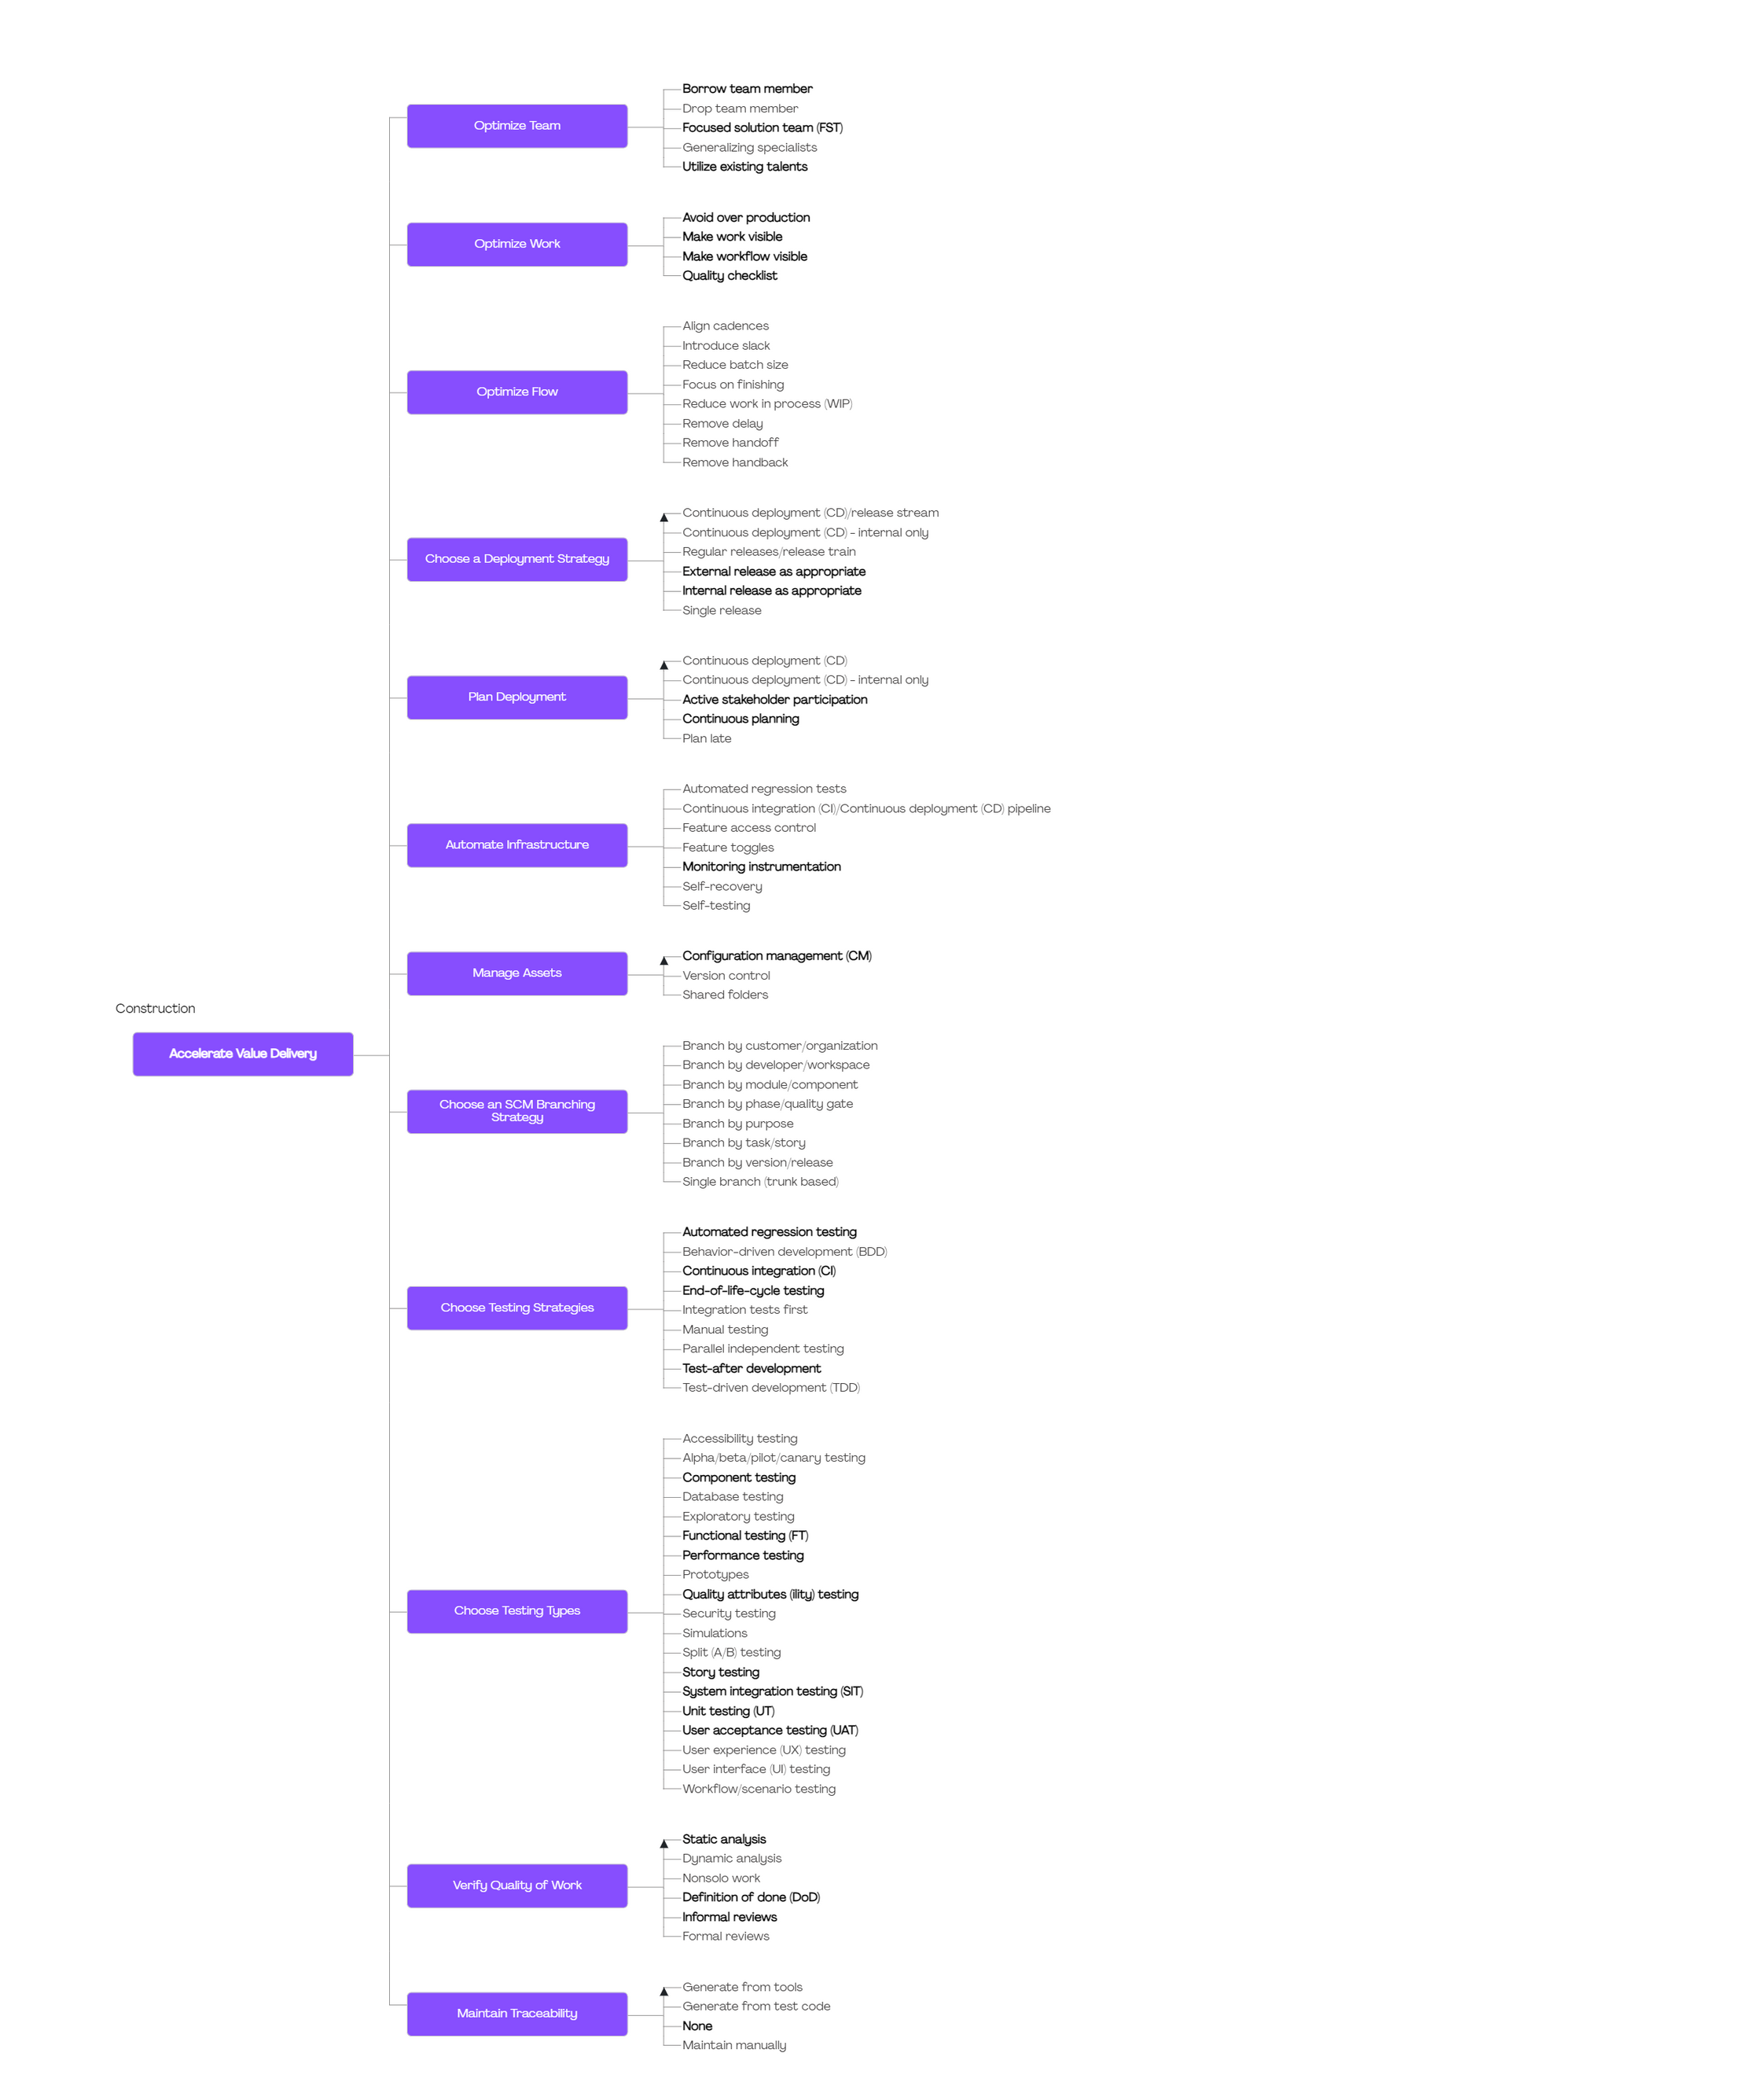 Construction
Accelerate Value Delivery
Optimize Team
Borrow team member
Drop team member
Focused solution team (FST)
Generalizing specialists
Utilize existing talents
Optimize Work
Avoid over production
Make work visible
Make workflow visible
Quality checklist
Optimize Flow
Align cadences
Introduce slack
Reduce batch size
Focus on finishing
Reduce work in process (WIP)
Remove delay
Remove handoff
Remove handback
Choose a Deployment Strategy
Continuous deployment (CD)/release stream
Continuous deployment (CD) - internal only
Regular releases/release train
External release as appropriate
Internal release as appropriate
Single release
Plan Deployment
Continuous deployment (CD)
Continuous deployment (CD) - internal only
Active stakeholder participation
Continuous planning
Plan late
Automate Infrastructure
Automated regression tests
Continuous integration (CI)/Continuous deployment (CD) pipeline
Feature access control
Feature toggles
Monitoring instrumentation
Self-recovery
Self-testing
Manage Assets
Configuration management (CM)
Version control
Shared folders
Choose an SCM Branching
Strategy
Branch by customer/organization
Branch by developer/workspace
Branch by module/component
Branch by phase/quality gate
Branch by purpose
Branch by task/story
Branch by version/release
Single branch (trunk based)
Choose Testing Strategies
Automated regression testing
Behavior-driven development (BDD)
Continuous integration (CI)
End-of-life-cycle testing
Integration tests first
Manual testing
Parallel independent testing
Test-after development
Test-driven development (TDD)
Choose Testing Types
Accessibility testing
Alpha/beta/pilot/canary testing
Component testing
Database testing
Exploratory testing
Functional testing (FT)
Performance testing
Prototypes
Quality attributes (ility) testing
Security testing
Simulations
Split (A/B) testing
Story testing
System integration testing (SIT)
Unit testing (UT)
User acceptance testing (UAT)
User experience (UX) testing
User interface (UI) testing
Workflow/scenario testing
Verify Quality of Work
Static analysis
Dynamic analysis
Nonsolo work
Definition of done (DoD)
Informal reviews
Formal reviews
Maintain Traceability
Generate from tools
Generate from test code
None
Maintain manually